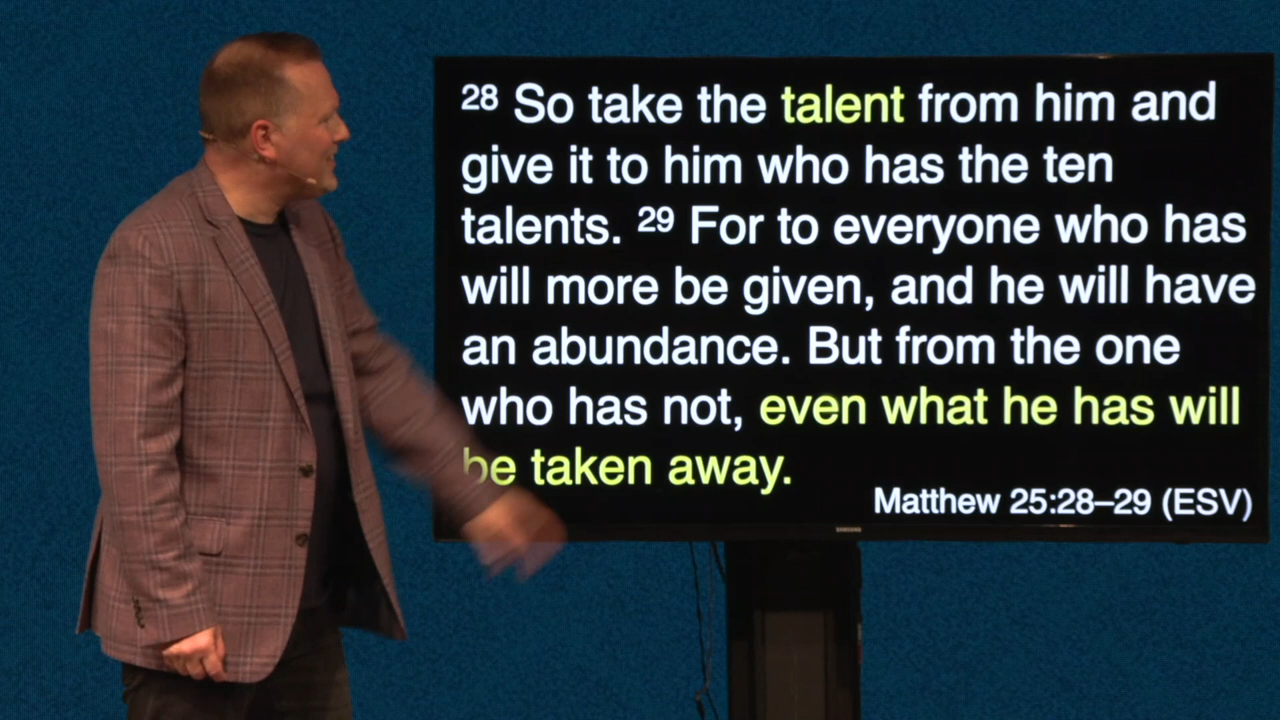 28 So take the talent from him and
give it to him who has the ten
talents. 29 For to everyone who has
will more be given, and he will have
an abundance. But from the one
who has not, even what he has will
be taken away.
Matthew 25:28–29 (ESV)
SAMSUNG